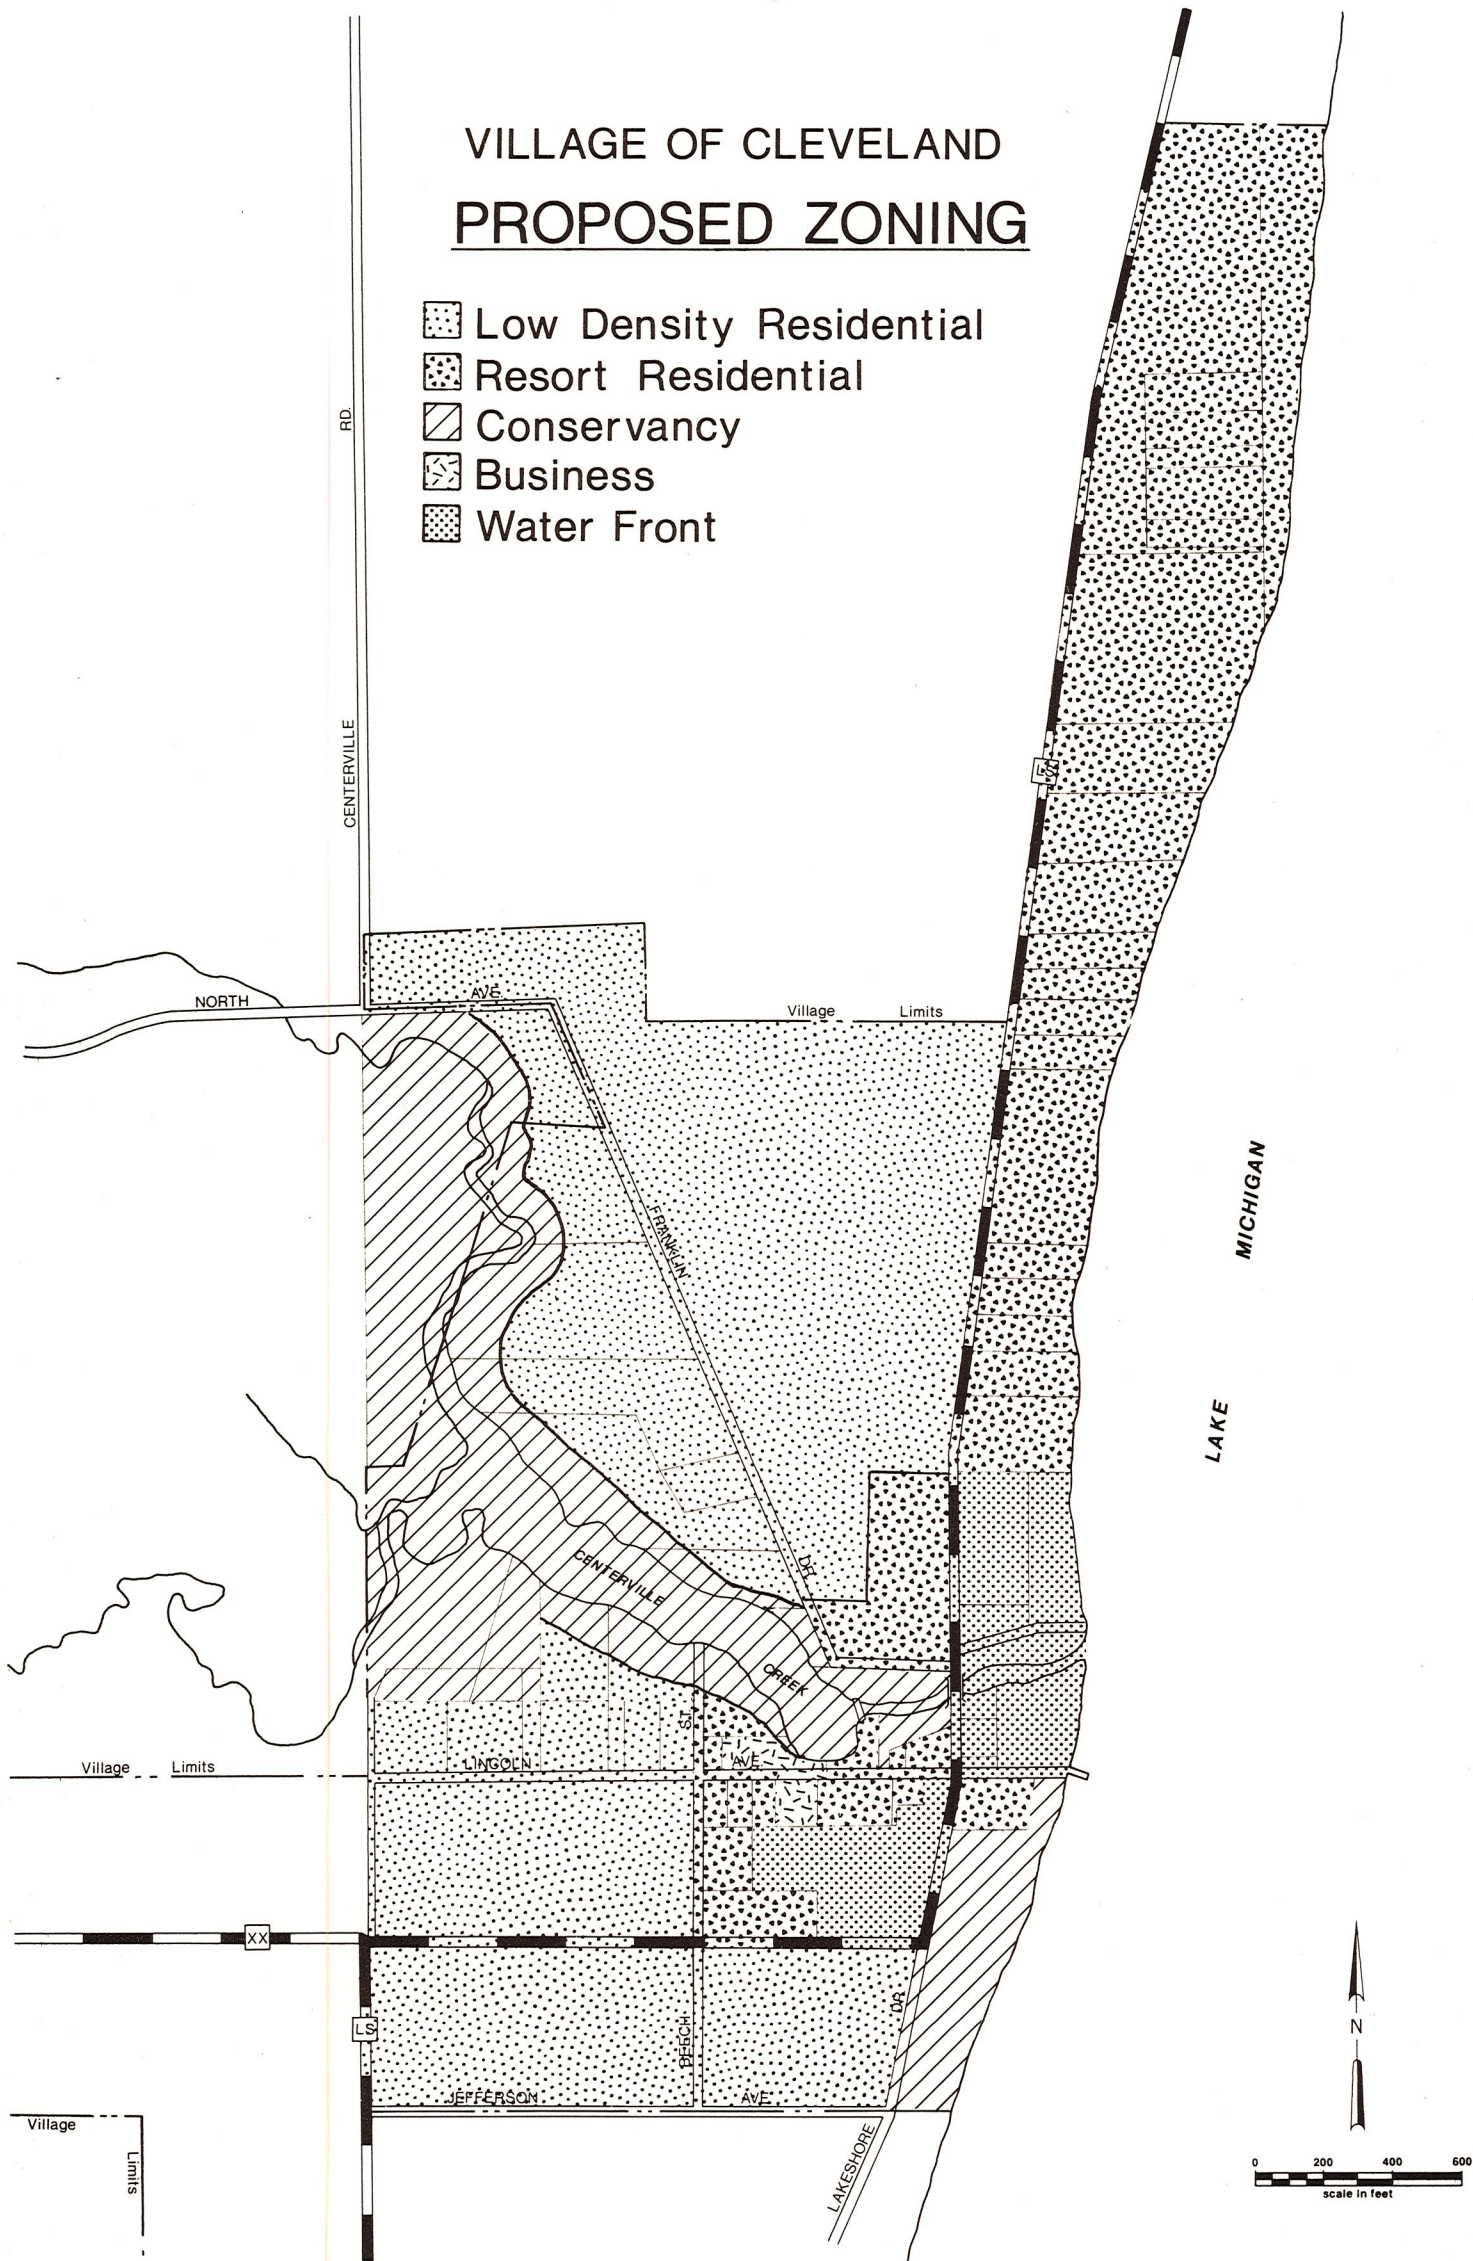 VILLAGE OF CLEVELAND
PROPOSED ZONING
Low Density Residential
Resort Residential
Conservancy
Business
Water Front
RD.
CENTERVILLE
LS
NORTH
AVE.
Village Limits
FRANKLIN
DR.
LAKE MICHIGAN
CENTERVILLE
CREEK
ST.
LINCOLN
AVE.
Village Limits
XX
LS
BEECH
DR.
JEFFERSON
AVE.
LAKESHORE
Village
Limits
N
0 200 400 600
scale in feet